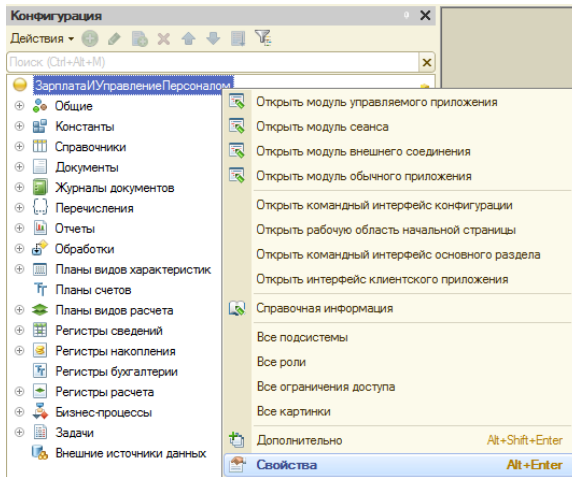 Конфигурация
Действия
Поиск (Ctrl+Alt+M)
ЗарплатаИУправлениеПерсоналом
Общие
Константы
Справочники
Документы
Журналы документов
Перечисления
Отчеты
Обработки
Планы видов характеристик
Планы счетов
Планы видов расчета
Регистры сведений
Регистры накопления
Регистры бухгалтерии
Регистры расчета
Бизнес-процессы
Задачи
Внешние источники данных
Открыть модуль управляемого приложения
Открыть модуль сеанса
Открыть модуль внешнего соединения
Открыть модуль обычного приложения
Открыть командный интерфейс конфигурации
Открыть рабочую область начальной страницы
Открыть командный интерфейс основного раздела
Открыть интерфейс клиентского приложения
Справочная информация
Все подсистемы
Все роли
Все ограничения доступа
Все картинки
Дополнительно Alt+Shift+Enter
Свойства Alt+Enter